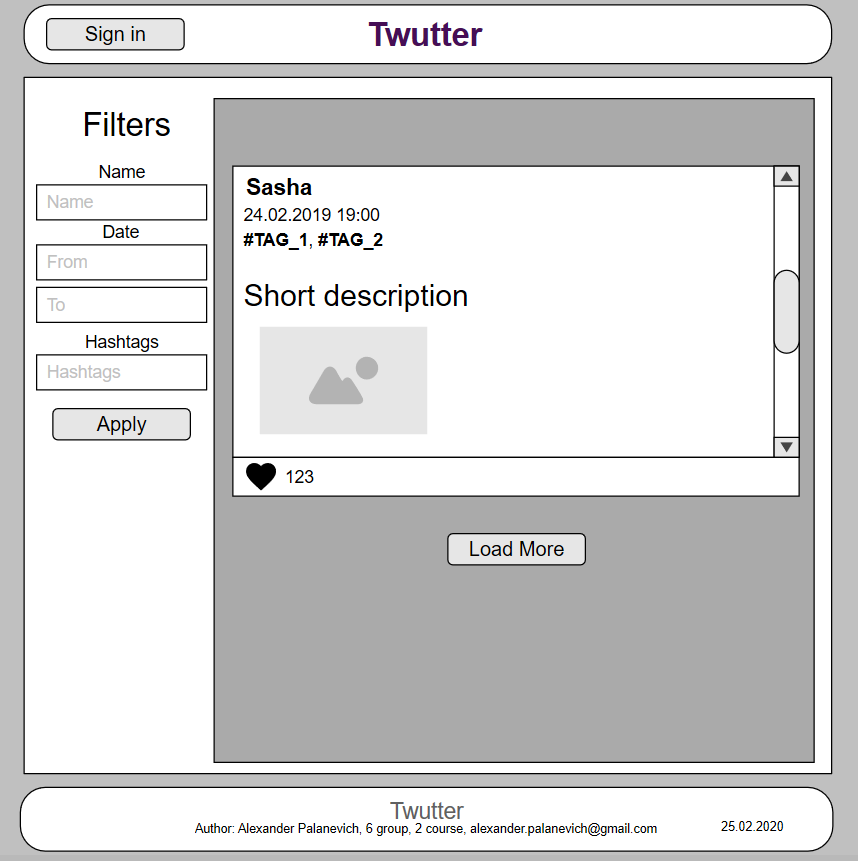 Sign in
Twutter
Filters
Name
Name
Date
From
To
Hashtags
Hashtags
Apply
Sasha
24.02.2019 19:00
#TAG_1, #TAG_2
Short description
123
Load More
Twutter
Author: Alexander Palanevich, 6 group, 2 course, alexander.palanevich@gmail.com
25.02.2020